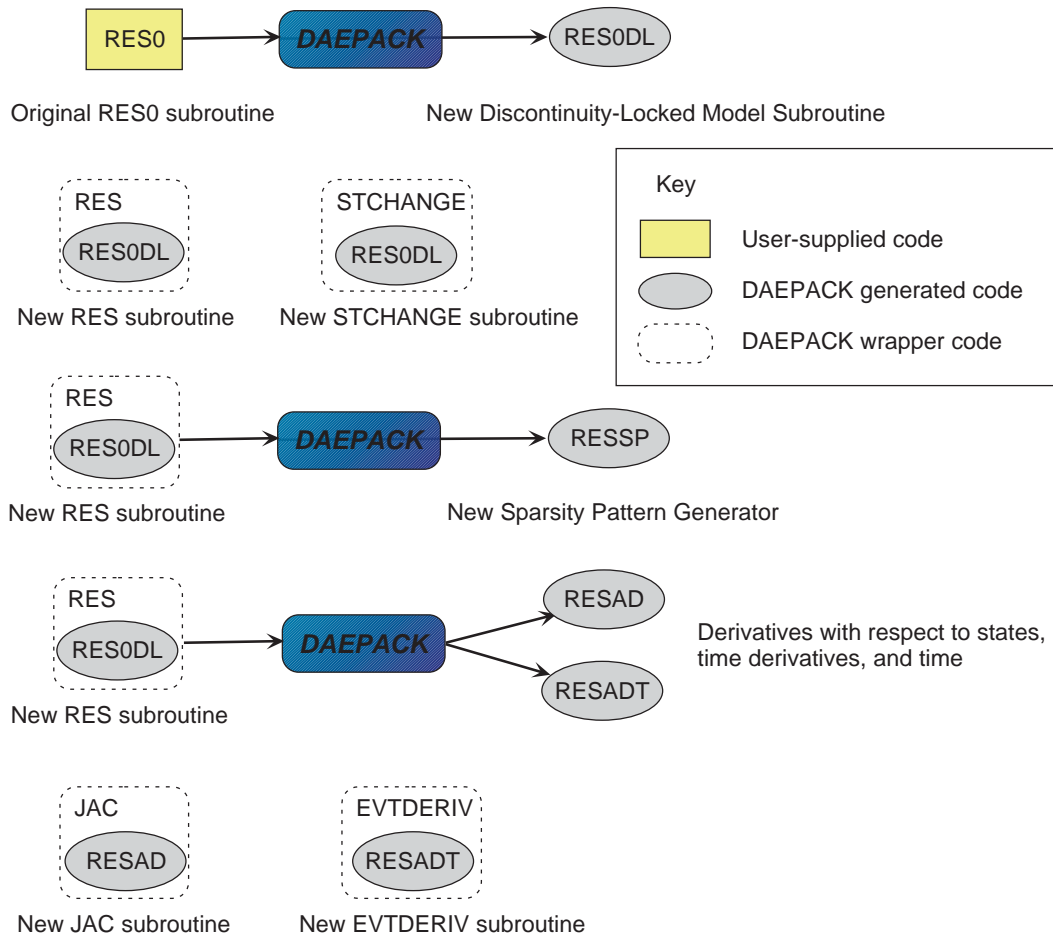 RES0
DAEPACK
RES0DL
Original RES0 subroutine
New Discontinuity-Locked Model Subroutine
RES
RES0DL
New RES subroutine
STCHANGE
RES0DL
New STCHANGE subroutine
Key
User-supplied code
DAEPACK generated code
DAEPACK wrapper code
RES
RES0DL
New RES subroutine
DAEPACK
RESSP
New Sparsity Pattern Generator
RES
RES0DL
New RES subroutine
DAEPACK
RESAD
RESADT
Derivatives with respect to states,
time derivatives, and time
JAC
RESAD
New JAC subroutine
EVTDERIV
RESADT
New EVTDERIV subroutine